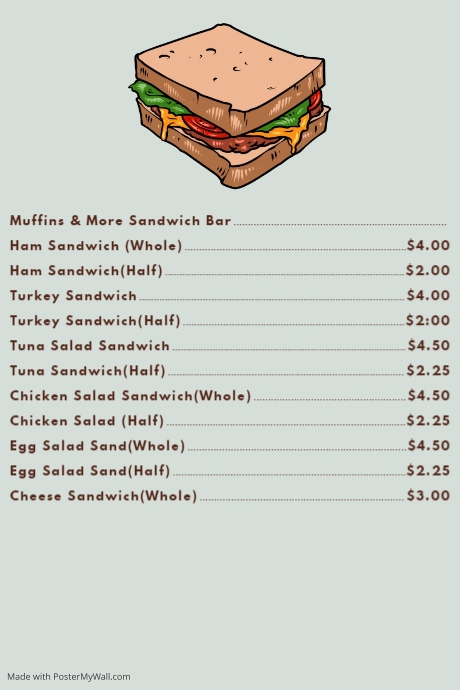 Muffins & More Sandwich Bar
Ham Sandwich (Whole) $4.00
Ham Sandwich(Half) $2.00
Turkey Sandwich $4.00
Turkey Sandwich(Half) $2:00
Tuna Salad Sandwich $4.50
Tuna Sandwich(Half) $2.25
Chicken Salad Sandwich(Whole) $4.50
Chicken Salad (Half) $2.25
Egg Salad Sand(Whole) $4.50
Egg Salad Sand(Half) $2.25
Cheese Sandwich(Whole) $3.00
Made with PosterMyWall.com